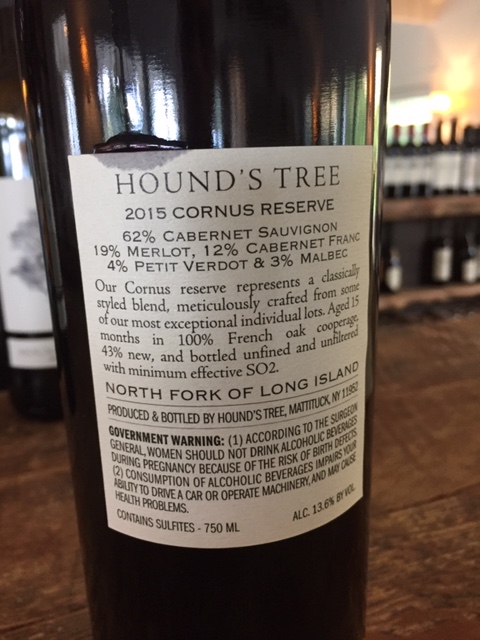 HOUND'S TREE
2015 CORNUS RESERVE
62% CABERNET SAUVIGNON
19% MERLOT, 12% CABERNET FRANC
4% PETIT VERDOT & 3% MALBEC
Our Cornus reserve represents a classically
styled blend, meticulously crafted from some
of our most exceptional individual lots. Aged 15
months in 100% French oak cooperage,
43% new, and bottled unfined and unfiltered
with minimum effective SO2.
NORTH FORK OF LONG ISLAND
PRODUCED & BOTTLED BY HOUND'S TREE, MATTITUCK, NY 11952
GOVERNMENT WARNING: (1) ACCORDING TO THE SURGEON
GENERAL, WOMEN SHOULD NOT DRINK ALCOHOLIC BEVERAGES
DURING PREGNANCY BECAUSE OF THE RISK OF BIRTH DEFECTS.
(2) CONSUMPTION OF ALCOHOLIC BEVERAGES IMPAIRS YOUR
ABILITY TO DRIVE A CAR OR OPERATE MACHINERY, AND MAY CAUSE
HEALTH PROBLEMS.
CONTAINS SULFITES - 750 ML
ALC. 13.6% BY VOL.